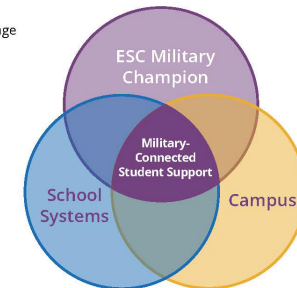 ESC Military
Champion
Military-
Connected
Student Support
School
Systems
Campus